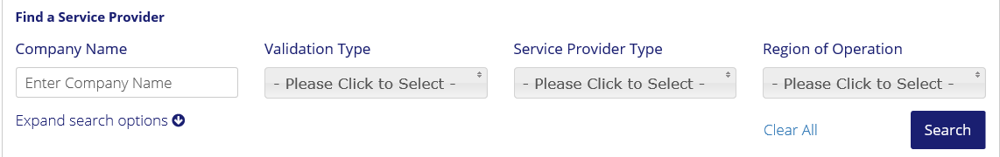 Find a Service Provider
Company Name Validation Type Service Provider Type Region of Operation
Enter Company Name - Please Click to Select - - Please Click to Select - - Please Click to Select -
Expand search options
Clear All Search